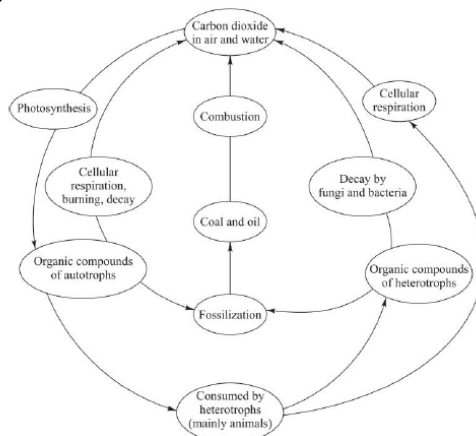 Carbon dioxide
in air and water
Photosynthesis
Cellular
respiration
Combustion
Cellular
respiration,
burning, decay
Decay by
fungi and bacteria
Coal and oil
Organic compounds
of autotrophs
Organic compounds
of heterotrophs
Fossilization
Consumed by
heterotrophs
(mainly animals)